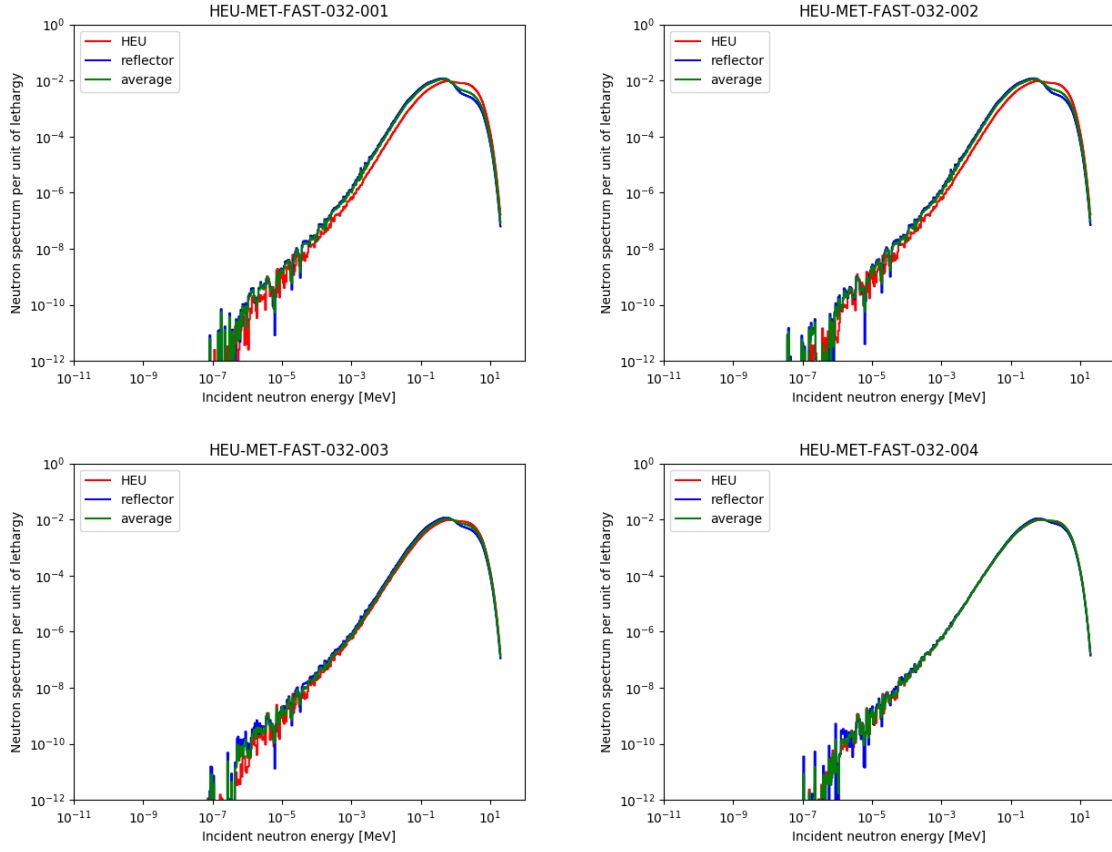 HEU-MET-FAST-032-001
Neutron spectrum per unit of lethargy
10^0
10^-2
10^-4
10^-6
10^-8
10^-10
10^-12
HEU
reflector
average
10^-11 10^-9 10^-7 10^-5 10^-3 10^-1 10^1
Incident neutron energy [MeV]
HEU-MET-FAST-032-002
Neutron spectrum per unit of lethargy
10^0
10^-2
10^-4
10^-6
10^-8
10^-10
10^-12
HEU
reflector
average
10^-11 10^-9 10^-7 10^-5 10^-3 10^-1 10^1
Incident neutron energy [MeV]
HEU-MET-FAST-032-003
Neutron spectrum per unit of lethargy
10^0
10^-2
10^-4
10^-6
10^-8
10^-10
10^-12
HEU
reflector
average
10^-11 10^-9 10^-7 10^-5 10^-3 10^-1 10^1
Incident neutron energy [MeV]
HEU-MET-FAST-032-004
Neutron spectrum per unit of lethargy
10^0
10^-2
10^-4
10^-6
10^-8
10^-10
10^-12
HEU
reflector
average
10^-11 10^-9 10^-7 10^-5 10^-3 10^-1 10^1
Incident neutron energy [MeV]